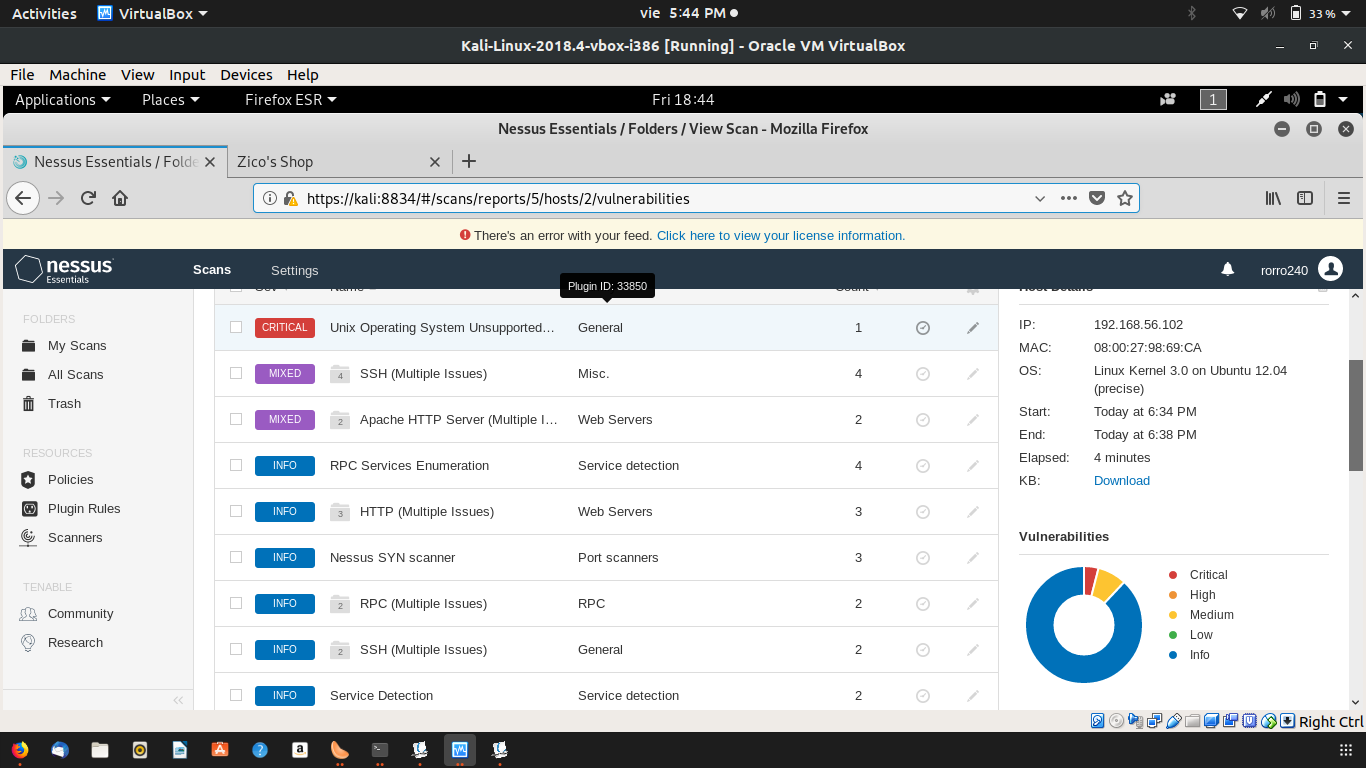 Activities VirtualBox vie 5:44 PM 33 %
Kali-Linux-2018.4-vbox-i386 [Running] - Oracle VM VirtualBox
File Machine View Input Devices Help
Applications Places Firefox ESR Fri 18:44 1
Nessus Essentials / Folders / View Scan - Mozilla Firefox
Nessus Essentials / Folde Zico's Shop
https://kali:8834/#/scans/reports/5/hosts/2/vulnerabilities
There's an error with your feed. Click here to view your license information.
nessus Essentials Scans Settings rorro240
Plugin ID: 33850
Sev Name Count Host Details
FOLDERS
My Scans
All Scans
Trash
RESOURCES
Policies
Plugin Rules
Scanners
TENABLE
Community
Research
CRITICAL Unix Operating System Unsupported… General 1
MIXED 4 SSH (Multiple Issues) Misc. 4
MIXED 2 Apache HTTP Server (Multiple I… Web Servers 2
INFO RPC Services Enumeration Service detection 4
INFO 3 HTTP (Multiple Issues) Web Servers 3
INFO Nessus SYN scanner Port scanners 3
INFO 2 RPC (Multiple Issues) RPC 2
INFO 2 SSH (Multiple Issues) General 2
INFO Service Detection Service detection 2
IP: 192.168.56.102
MAC: 08:00:27:98:69:CA
OS: Linux Kernel 3.0 on Ubuntu 12.04
(precise)
Start: Today at 6:34 PM
End: Today at 6:38 PM
Elapsed: 4 minutes
KB: Download
Vulnerabilities
Critical
High
Medium
Low
Info
Right Ctrl